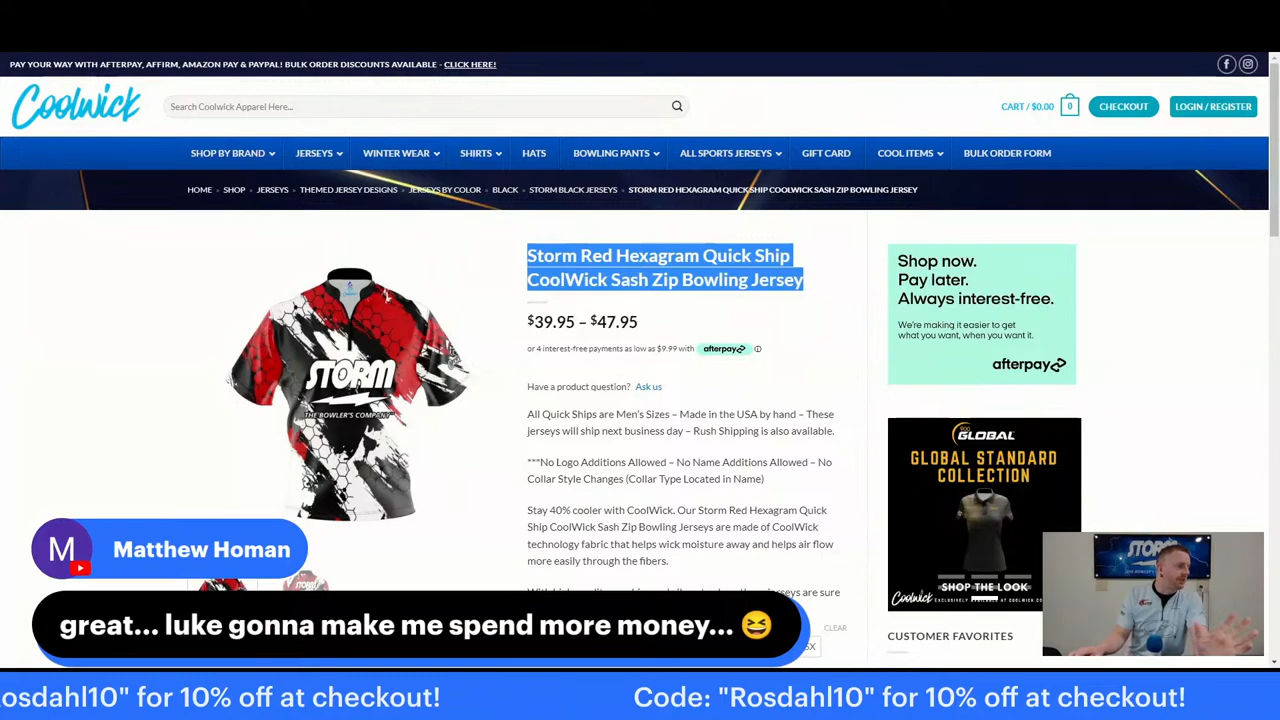 PAY YOUR WAY WITH AFTERPAY, AFFIRM, AMAZON PAY & PAYPAL! BULK ORDER DISCOUNTS AVAILABLE - CLICK HERE!
Coolwick
Search Coolwick Apparel Here...
CART / $0.00 0
CHECKOUT
LOGIN / REGISTER
SHOP BY BRAND JERSEYS WINTER WEAR SHIRTS HATS BOWLING PANTS ALL SPORTS JERSEYS GIFT CARD COOL ITEMS BULK ORDER FORM
HOME » SHOP » JERSEYS » THEMED JERSEY DESIGNS » JERSEYS BY COLOR » BLACK » STORM BLACK JERSEYS » STORM RED HEXAGRAM QUICK SHIP COOLWICK SASH ZIP BOWLING JERSEY
STORM
THE BOWLER'S COMPANY
Storm Red Hexagram Quick Ship
CoolWick Sash Zip Bowling Jersey
$39.95 – $47.95
or 4 interest-free payments as low as $9.99 with afterpay
Have a product question? Ask us
All Quick Ships are Men's Sizes – Made in the USA by hand – These
jerseys will ship next business day – Rush Shipping is also available.
***No Logo Additions Allowed – No Name Additions Allowed – No
Collar Style Changes (Collar Type Located in Name)
Stay 40% cooler with CoolWick. Our Storm Red Hexagram Quick
Ship CoolWick Sash Zip Bowling Jerseys are made of CoolWick
technology fabric that helps wick moisture away and helps air flow
more easily through the fibers.
jerseys are sure
CLEAR
5X
Shop now.
Pay later.
Always interest-free.
We're making it easier to get
what you want, when you want it.
afterpay
900 GLOBAL
GLOBAL STANDARD
COLLECTION
SHOP THE LOOK
Coolwick
EXCLUSIVELY
CUSTOMER FAVORITES
STORM
M
Matthew Homan
great... luke gonna make me spend more money... 😆
Rosdahl10" for 10% off at checkout!
Code: "Rosdahl10" for 10% off at checkout!